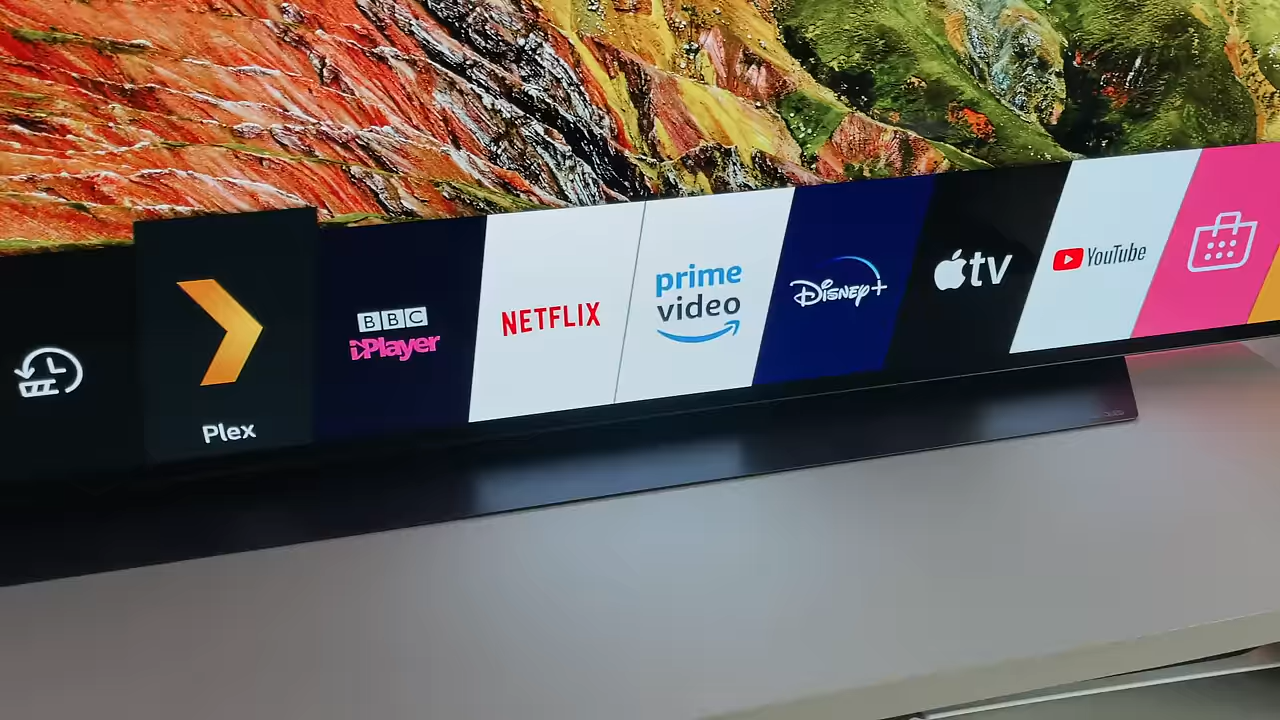 Plex
BBC
iPlayer
NETFLIX
prime
video
Disney+
tv
YouTube